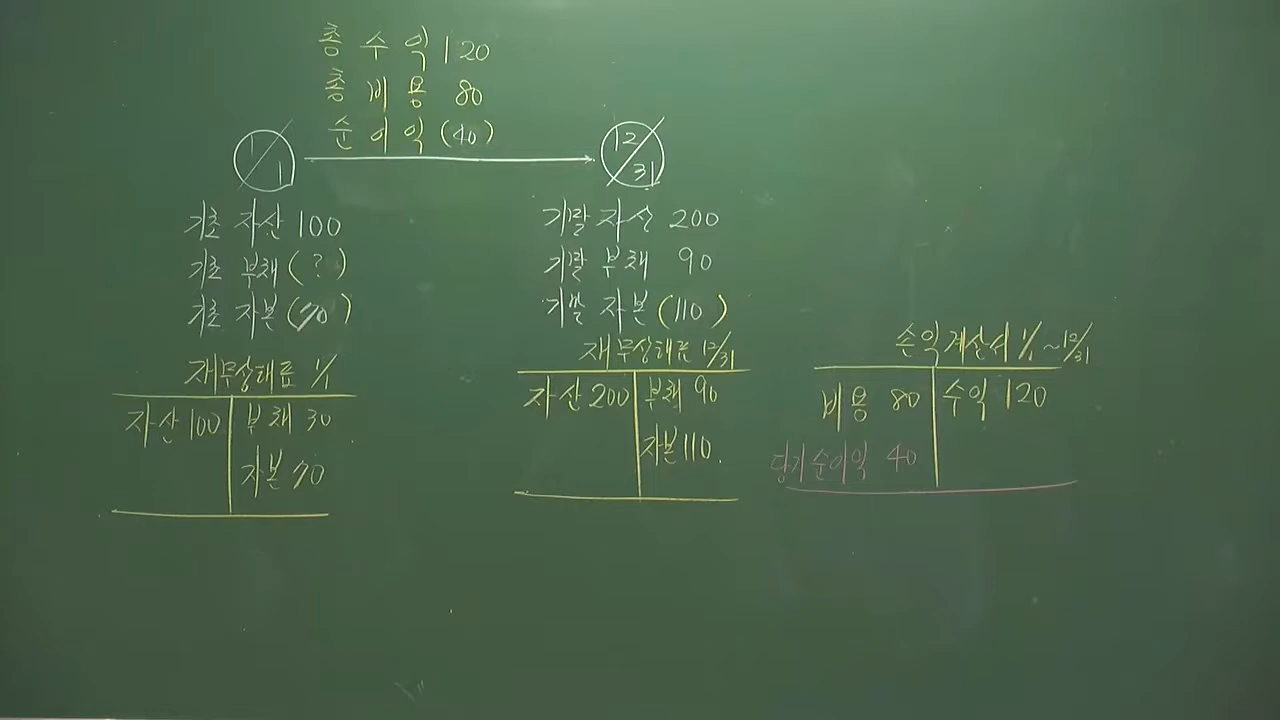 총 수 익 120
총 비 용 80
순 이 익 (40)
1/1
12/31
기초 자산 100
기초 부채 ( ? )
기초 자본 (70)
기말 자산 200
기말 부채 90
기말 자본 (110)
재무상태표 1/1
자산 100 부채 30
자본 70
재무상태표 12/31
자산 200 부채 90
자본 110.
손익계산서 1/1 ~ 12/31
비용 80 수익 120
당기순이익 40